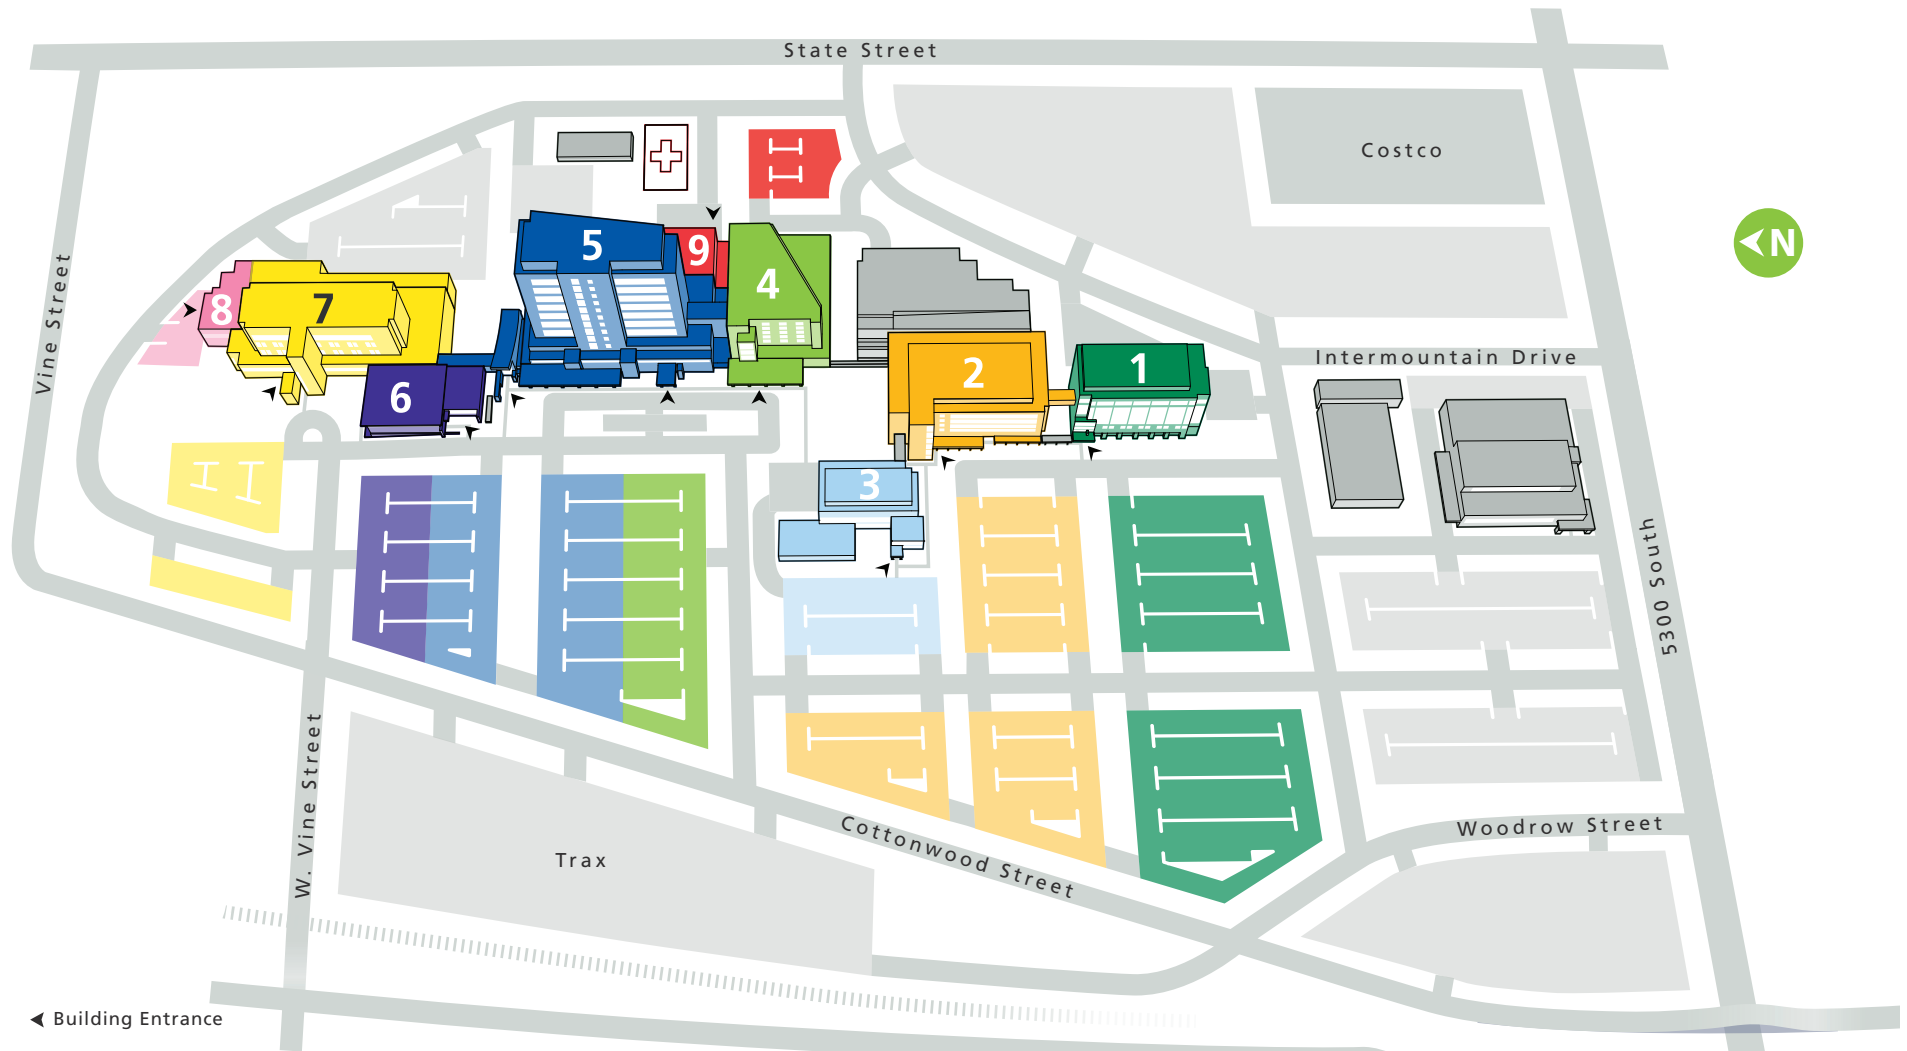 State Street
Costco
N
5
9
4
8
7
Vine Street
Intermountain Drive
1
2
6
3
5300 South
W. Vine Street
Cottonwood Street
Woodrow Street
Trax
Building Entrance